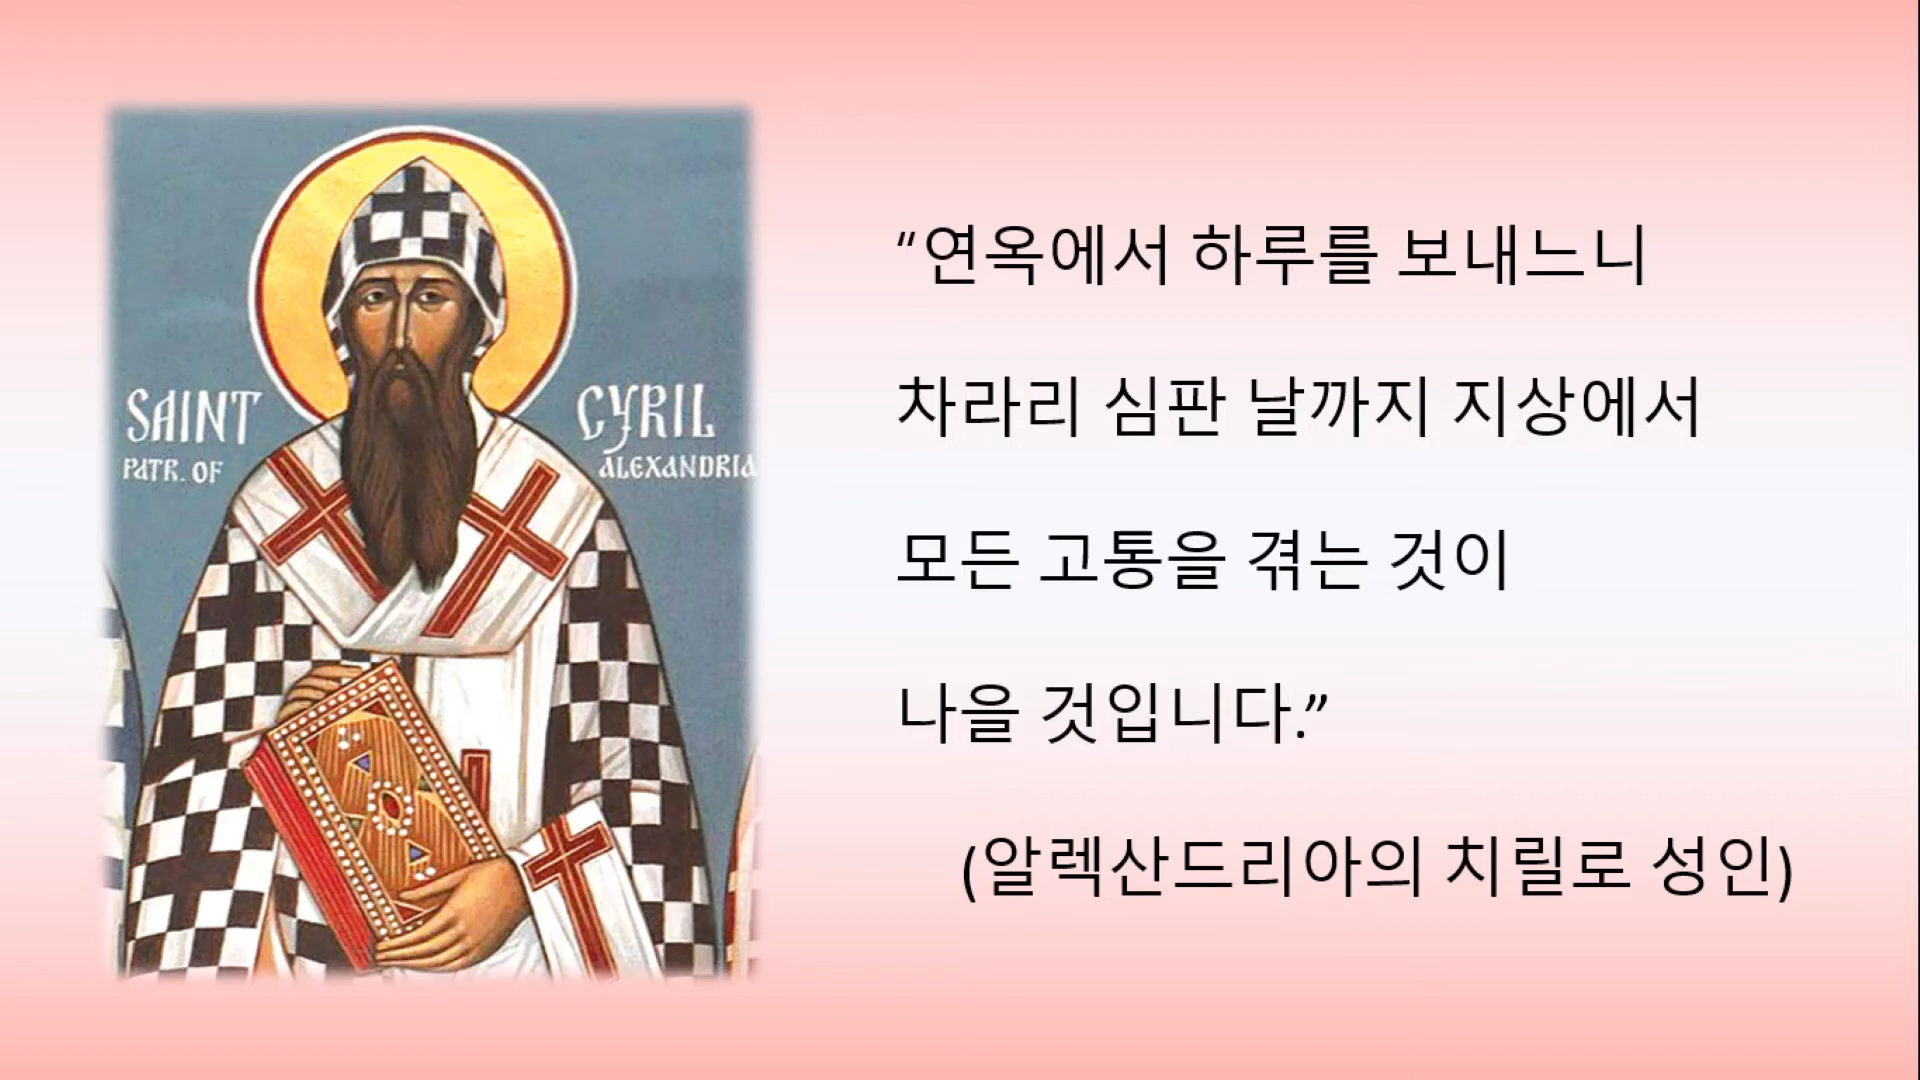 SAINT CYRIL
PATR. OF ALEXANDRIA
“연옥에서 하루를 보내느니
차라리 심판 날까지 지상에서
모든 고통을 겪는 것이
나을 것입니다.”
(알렉산드리아의 치릴로 성인)